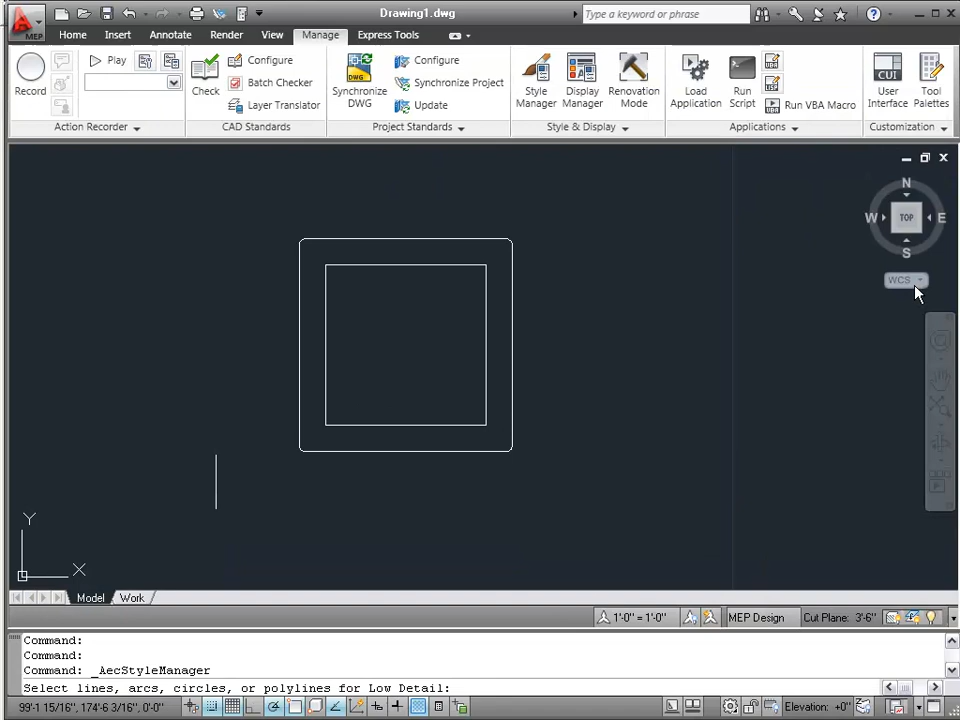 Drawing1.dwg
Type a keyword or phrase
MEP
Home Insert Annotate Render View Manage Express Tools
Record
Play
Action Recorder
Check
Configure
Batch Checker
Layer Translator
CAD Standards
Synchronize
DWG
Configure
Synchronize Project
Update
Project Standards
Style
Manager
Display
Manager
Renovation
Mode
Style & Display
Load
Application
Run
Script
Run VBA Macro
Applications
CUI
User
Interface
Tool
Palettes
Customization
N
W TOP E
S
WCS
Y
X
Model Work
1'-0" = 1'-0" MEP Design Cut Plane: 3'-6"
Command:
Command:
Command: _AecStyleManager
Select lines, arcs, circles, or polylines for Low Detail:
99'-1 15/16", 174'-6 3/16", 0'-0" Elevation: +0"